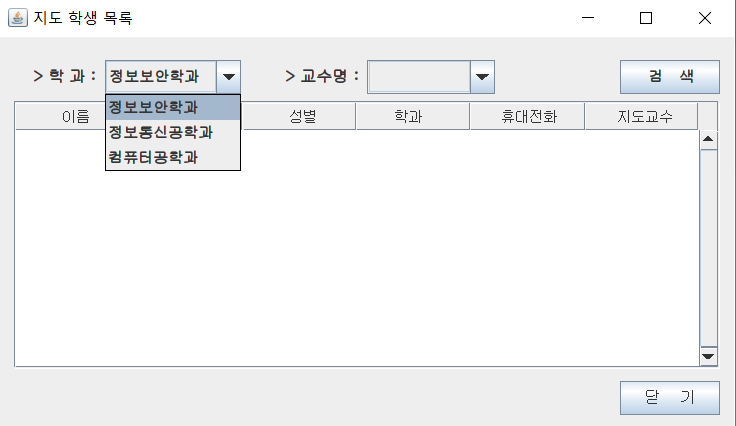 지도 학생 목록
> 학 과 : 정보보안학과 > 교수명 : 검 색
이름 성별 학과 휴대전화 지도교수
정보보안학과
정보통신공학과
컴퓨터공학과
닫 기